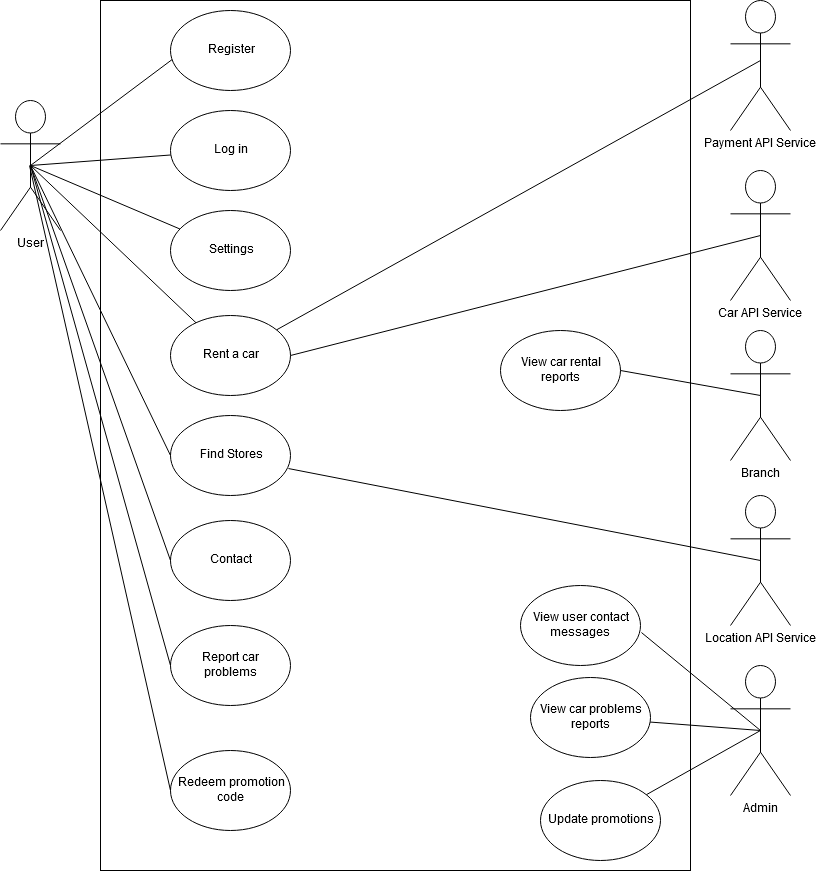 Register
Payment API Service
Log in
User
Settings
Car API Service
Rent a car
View car rental
reports
Find Stores
Branch
Contact
View user contact
messages
Location API Service
Report car
problems
View car problems
reports
Redeem promotion
code
Admin
Update promotions